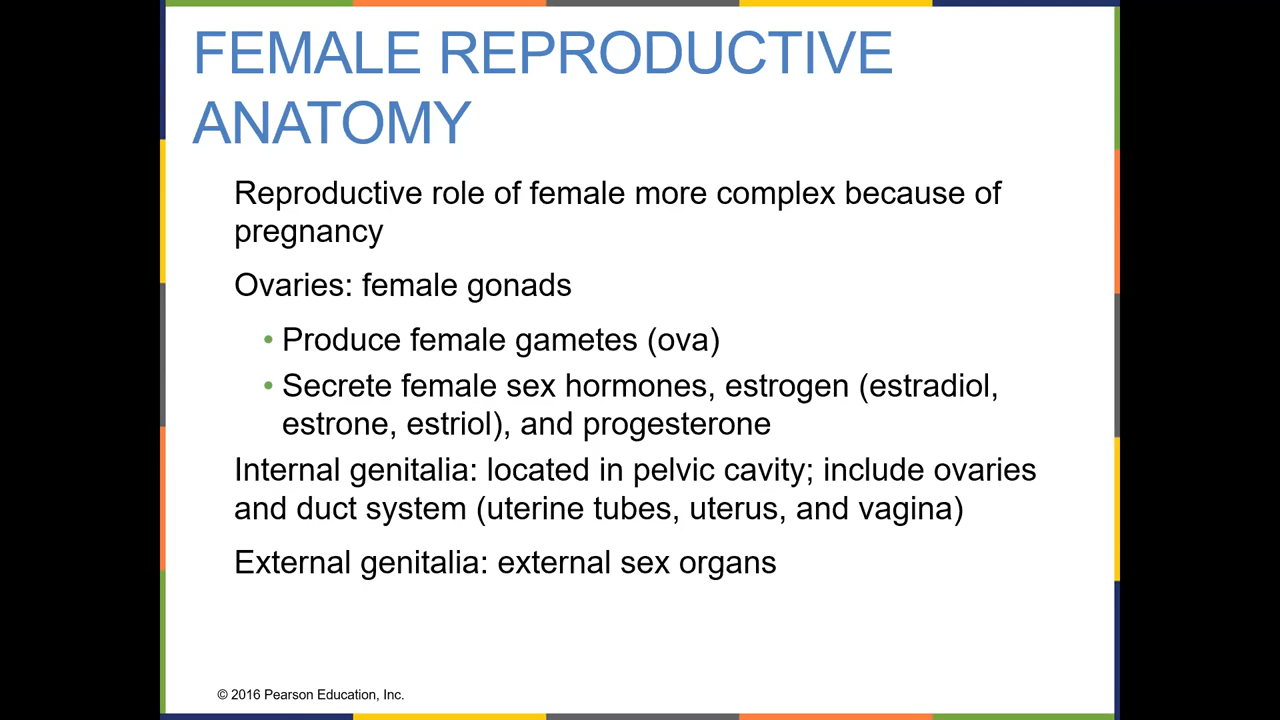 FEMALE REPRODUCTIVE
ANATOMY
Reproductive role of female more complex because of
pregnancy
Ovaries: female gonads
• Produce female gametes (ova)
• Secrete female sex hormones, estrogen (estradiol,
estrone, estriol), and progesterone
Internal genitalia: located in pelvic cavity; include ovaries
and duct system (uterine tubes, uterus, and vagina)
External genitalia: external sex organs
© 2016 Pearson Education, Inc.